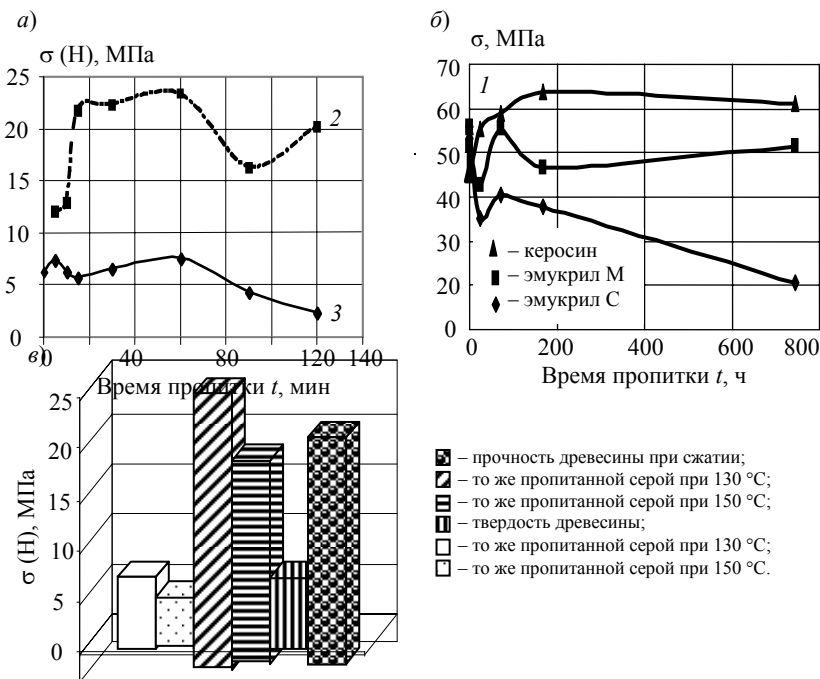 а)
σ (Н), МПа
25
20
15
10
5
0
2
3
0 40 80 120 140
Время пропитки t, мин
б)
σ, МПа
70
60
50
40
30
20
10
0
1
– керосин
– эмукрил М
– эмукрил С
0 200 400 600 800
Время пропитки t, ч
в)
σ (Н), МПа
25
20
15
10
5
0
– прочность древесины при сжатии;
– то же пропитанной серой при 130 °С;
– то же пропитанной серой при 150 °С;
– твердость древесины;
– то же пропитанной серой при 130 °С;
– то же пропитанной серой при 150 °С.